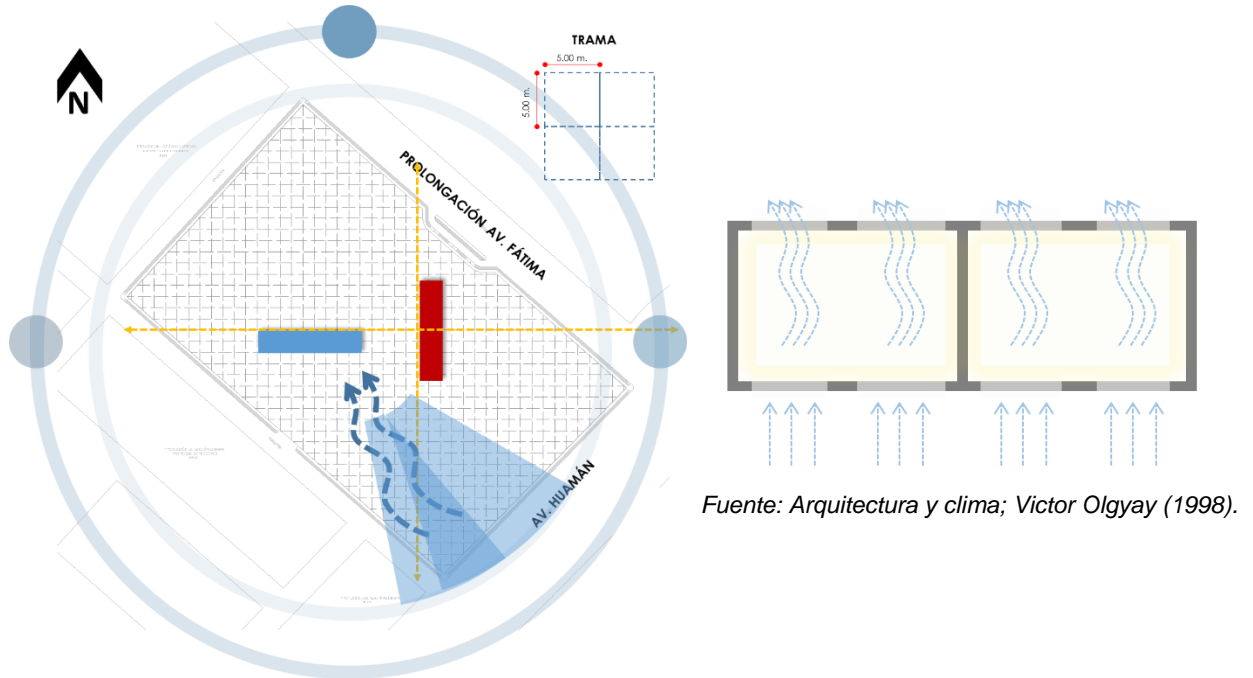 TRAMA
5.00 m.
5.00 m.
N
PROLONGACIÓN AV. FÁTIMA
AV. HUAMÁN
Fuente: Arquitectura y clima; Victor Olgyay (1998).